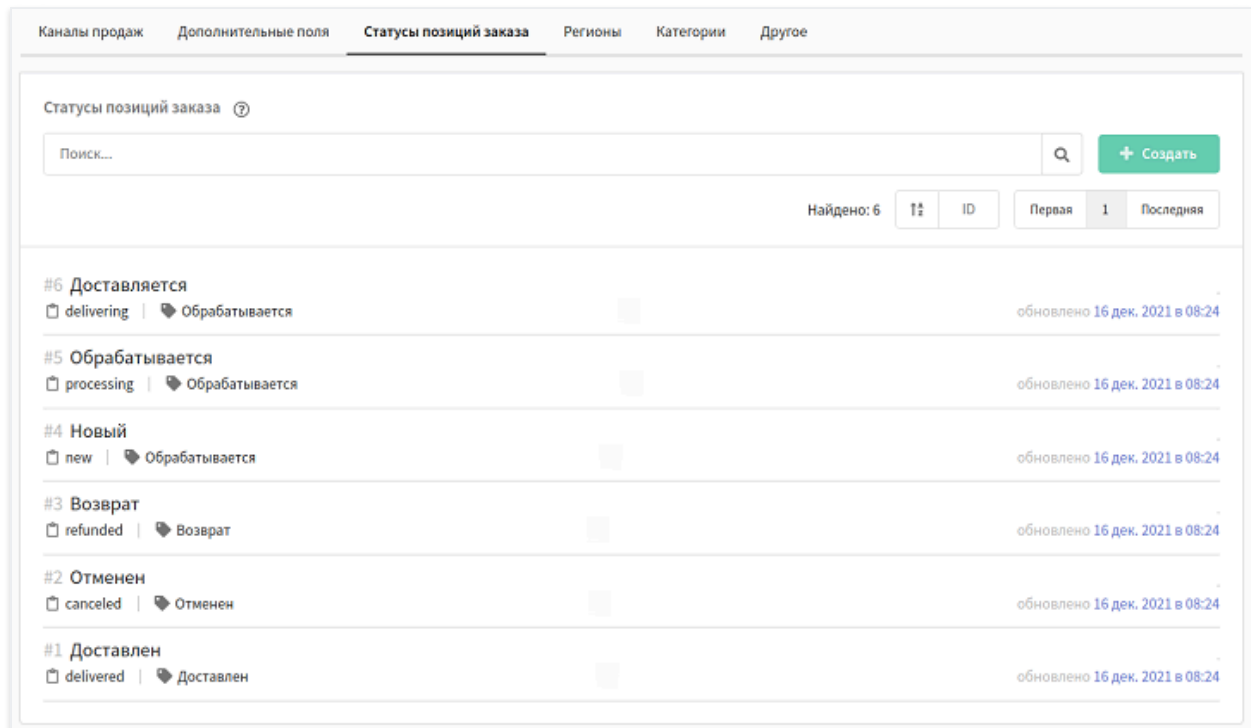 Каналы продаж Дополнительные поля Статусы позиций заказа Регионы Категории Другое
Статусы позиций заказа ?
Поиск... + Создать
Найдено: 6 ID Первая 1 Последняя
#6 Доставляется
delivering | Обрабатывается обновлено 16 дек. 2021 в 08:24
#5 Обрабатывается
processing | Обрабатывается обновлено 16 дек. 2021 в 08:24
#4 Новый
new | Обрабатывается обновлено 16 дек. 2021 в 08:24
#3 Возврат
refunded | Возврат обновлено 16 дек. 2021 в 08:24
#2 Отменен
canceled | Отменен обновлено 16 дек. 2021 в 08:24
#1 Доставлен
delivered | Доставлен обновлено 16 дек. 2021 в 08:24